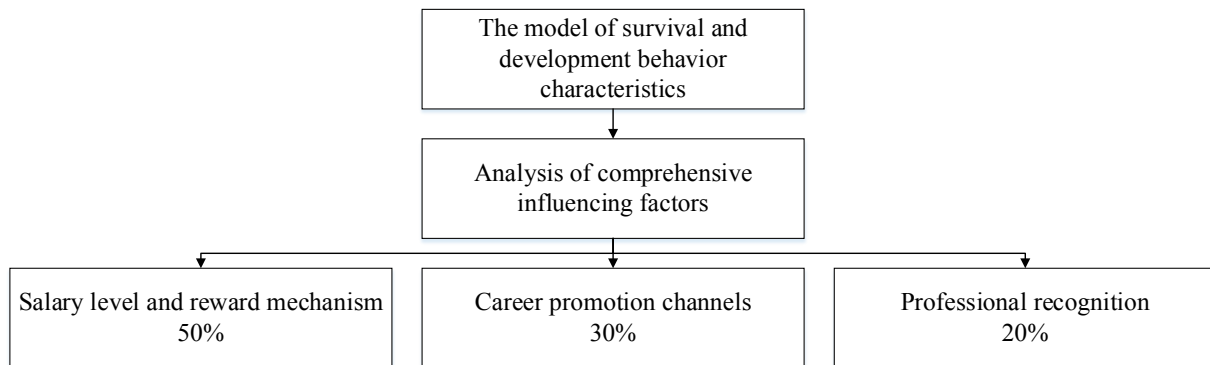 The model of survival and
development behavior
characteristics
Analysis of comprehensive
influencing factors
Salary level and reward mechanism
50%
Career promotion channels
30%
Professional recognition
20%